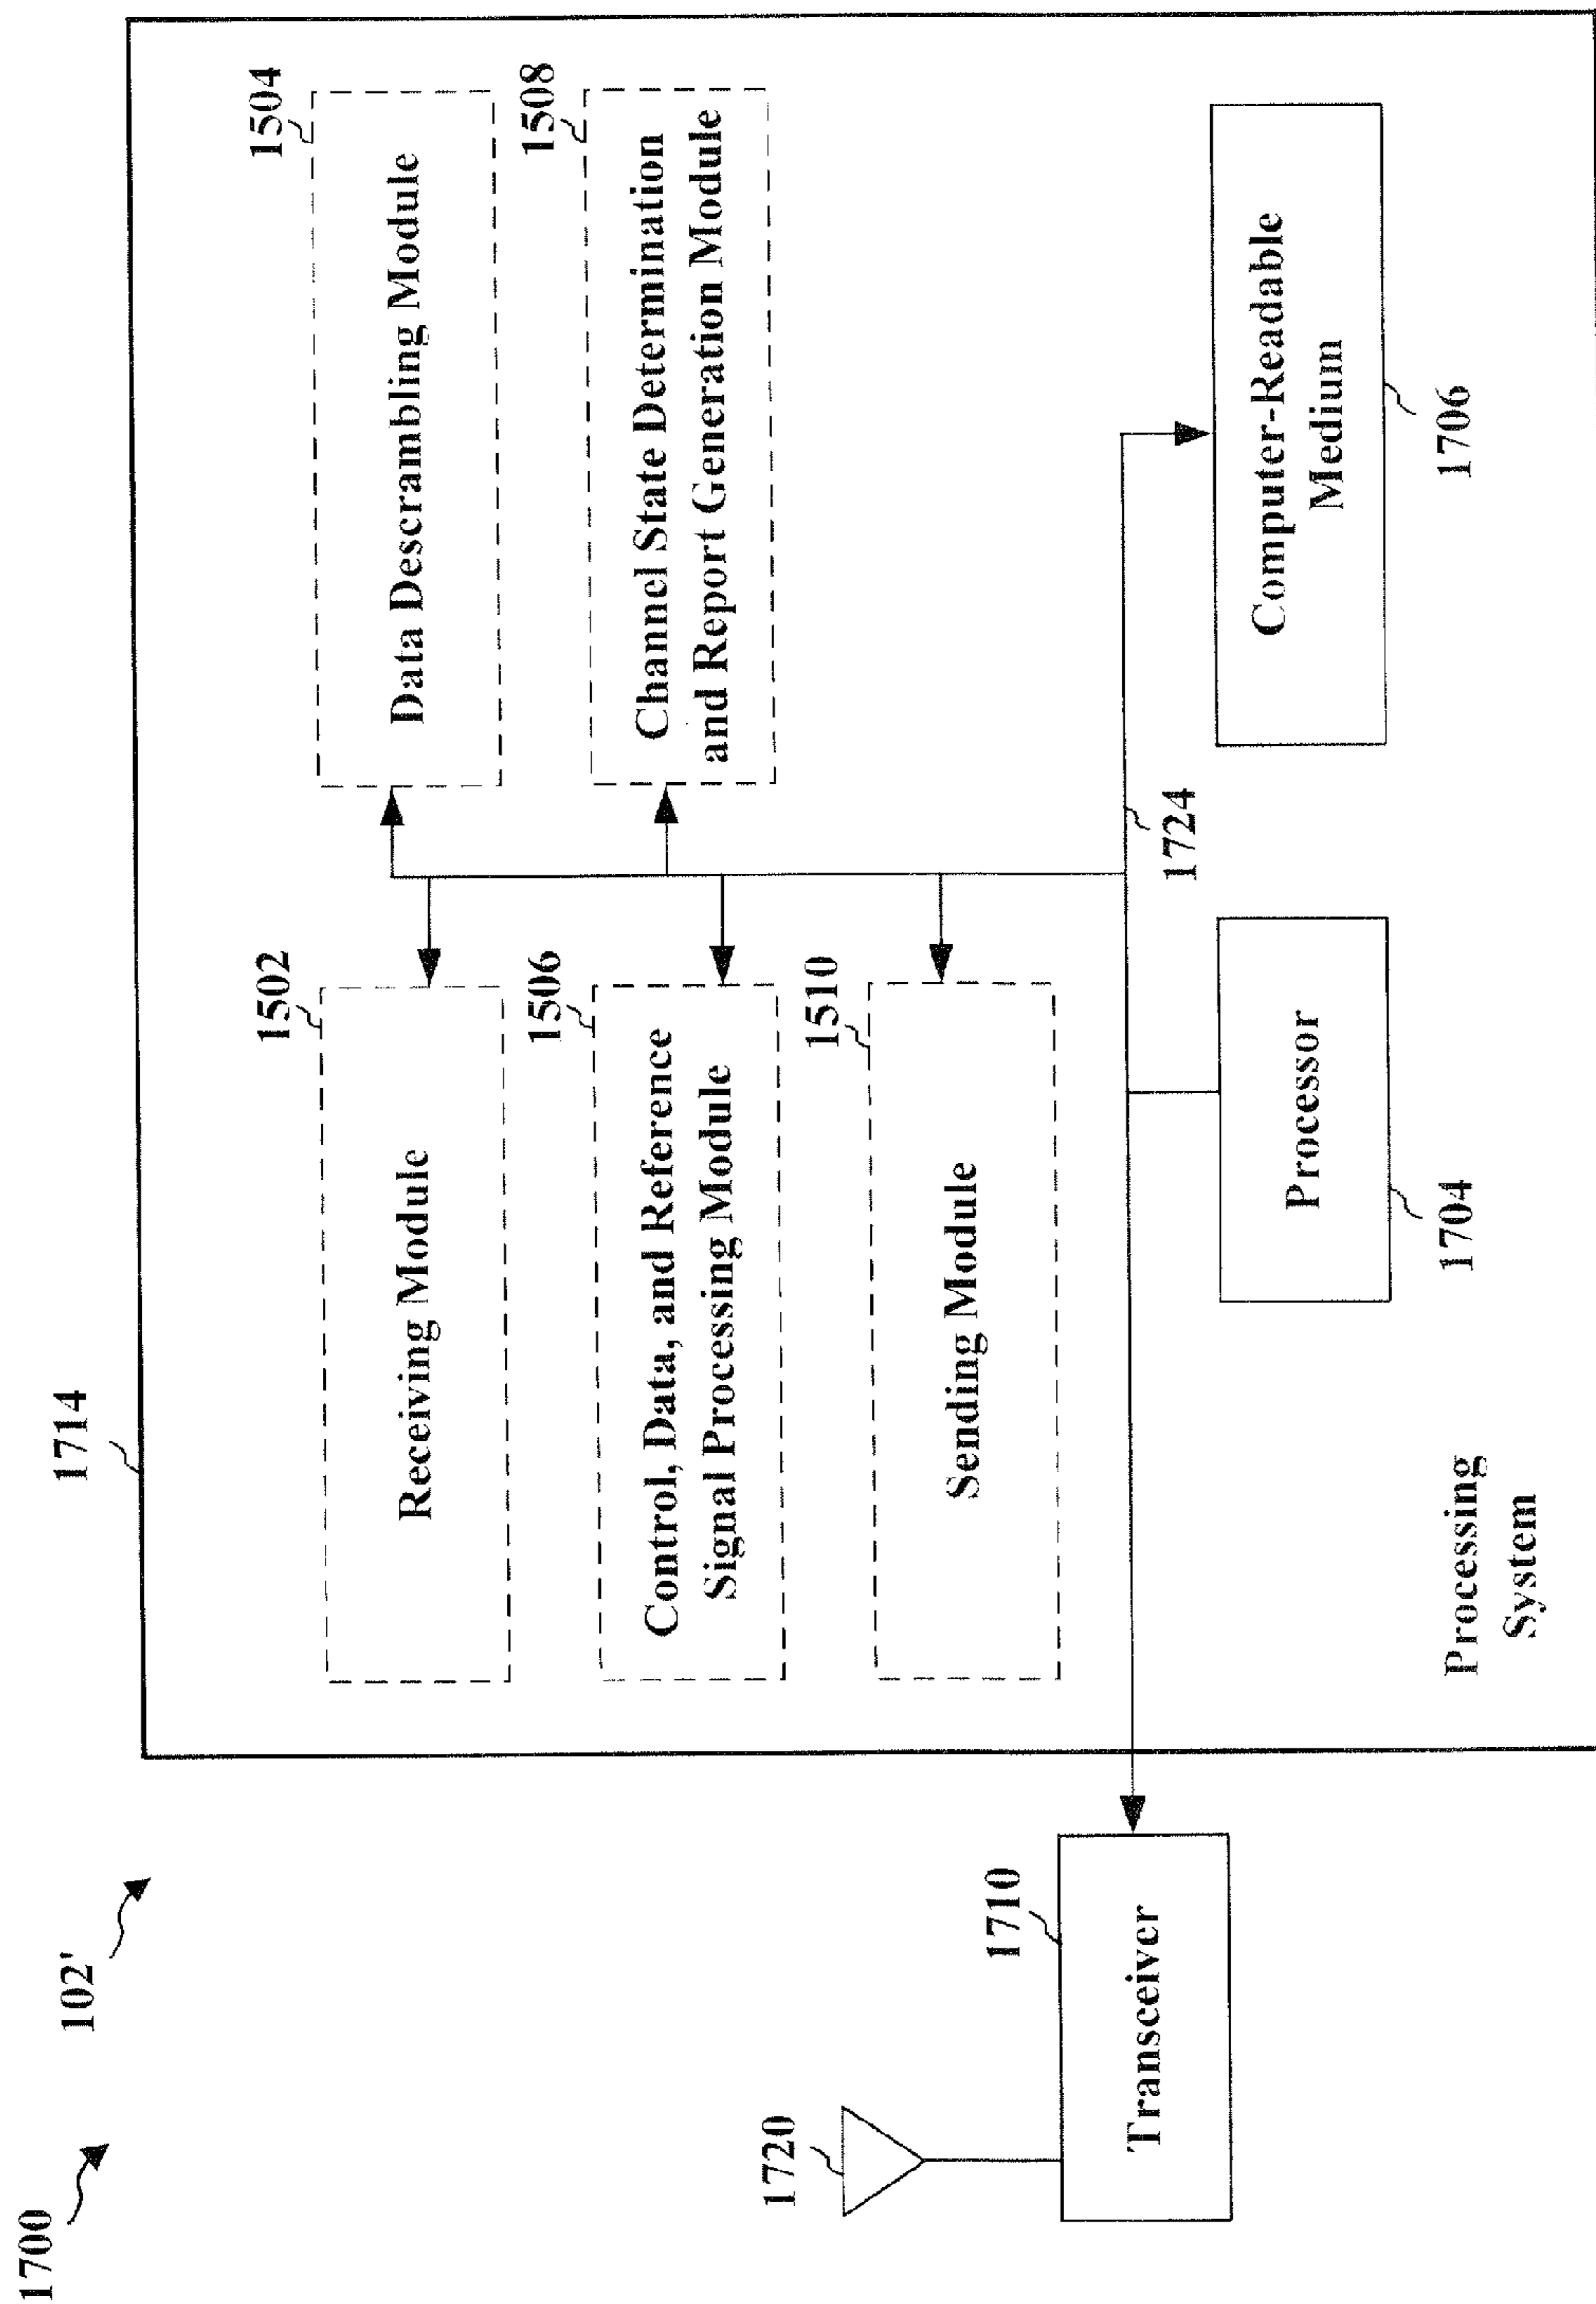 1700
102'
1714
1502
Receiving Module
1504
Data Descrambling Module
1506
Control, Data, and Reference
Signal Processing Module
1508
Channel State Determination
and Report Generation Module
1510
Sending Module
1720
1710
Transceiver
1724
Processor
1704
Computer-Readable
Medium
1706
Processing
System